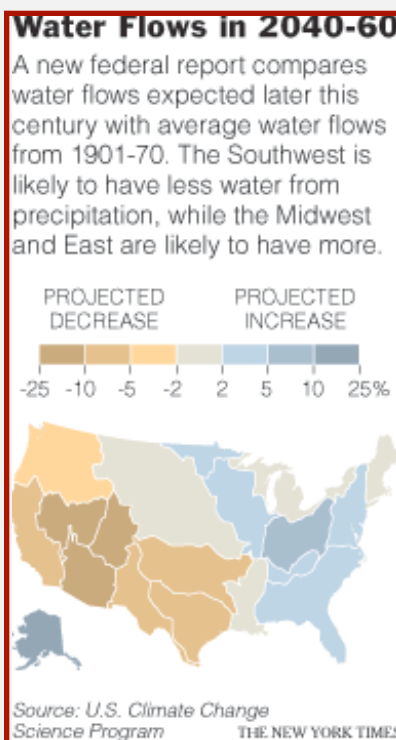 Water Flows in 2040-60
A new federal report compares
water flows expected later this
century with average water flows
from 1901-70. The Southwest is
likely to have less water from
precipitation, while the Midwest
and East are likely to have more.
PROJECTED DECREASE
PROJECTED INCREASE
-25 -10 -5 -2 2 5 10 25%
Source: U.S. Climate Change
Science Program
THE NEW YORK TIMES